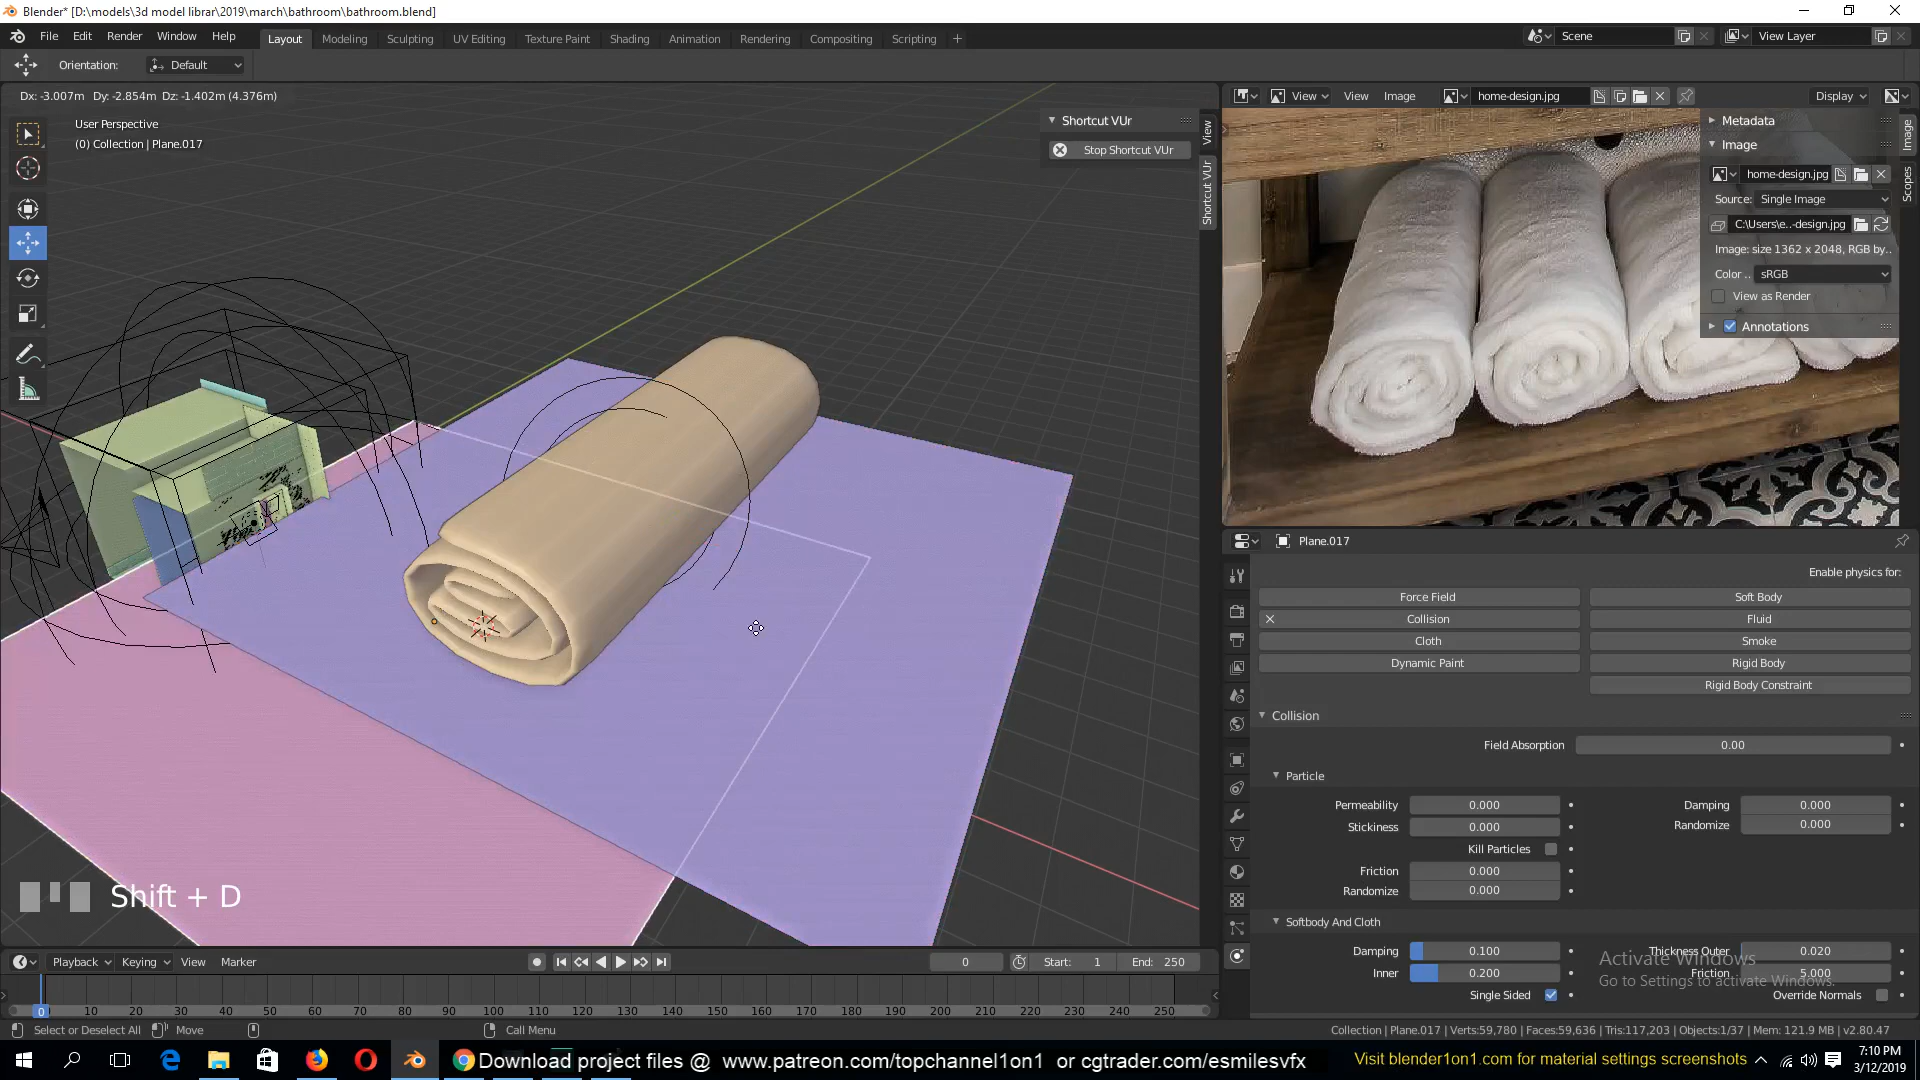 Blender* [D:\models\3d model librar\2019\march\bathroom\bathroom.blend]
File Edit Render Window Help Layout Modeling Sculpting UV Editing Texture Paint Shading Animation Rendering Compositing Scripting + Scene View Layer
Orientation: Default
Dx: -3.007m Dy: -2.854m Dz: -1.402m (4.376m)
User Perspective
(0) Collection | Plane.017
Shortcut VUr
Stop Shortcut VUr
View
Shortcut VUr
View View Image home-design.jpg Display
Metadata
Image
home-design.jpg
Source: Single Image
C:\Users\e..-design.jpg
Image: size 1362 x 2048, RGB by..
Color .. sRGB
View as Render
Annotations
Image
Scopes
Plane.017
Enable physics for:
Force Field Soft Body
Collision Fluid
Cloth Smoke
Dynamic Paint Rigid Body
Rigid Body Constraint
Collision
Field Absorption 0.00
Particle
Permeability 0.000 Damping 0.000
Stickiness 0.000 Randomize 0.000
Kill Particles
Friction 0.000
Randomize 0.000
Softbody And Cloth
Damping 0.100 Thickness Outer 0.020
Inner 0.200 Friction 5.000
Single Sided Override Normals
Activate Windows
Go to Settings to activate Windows.
Shift + D
Playback Keying View Marker 0 Start: 1 End: 250
0 10 20 30 40 50 60 70 80 90 100 110 120 130 140 150 160 170 180 190 200 210 220 230 240 250
Select or Deselect All Move Call Menu Collection | Plane.017 | Verts:59,780 | Faces:59,636 | Tris:117,203 | Objects:1/37 | Mem: 121.9 MB | v2.80.47
Download project files @ www.patreon.com/topchannel1on1 or cgtrader.com/esmilesvfx
Visit blender1on1.com for material settings screenshots
7:10 PM
3/12/2019